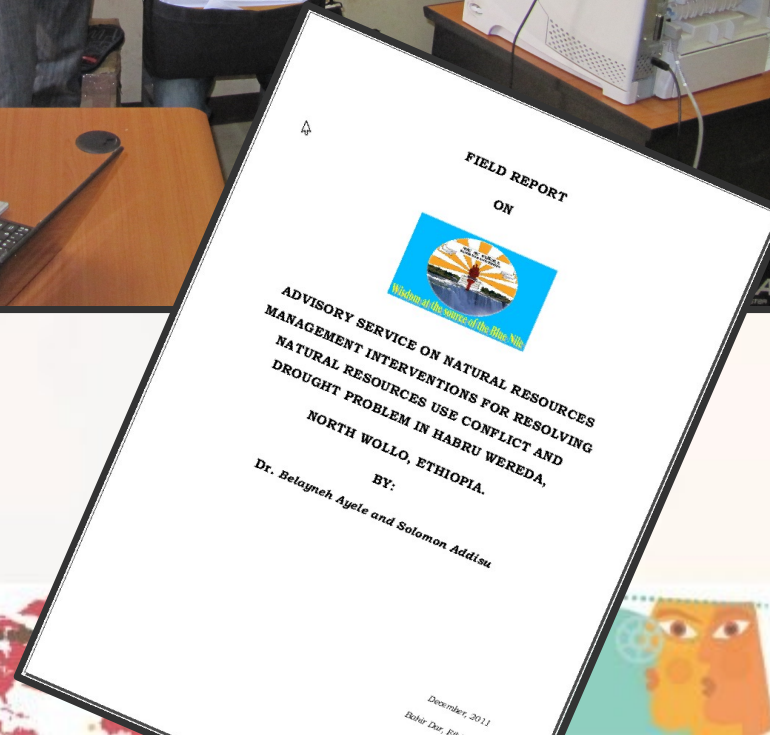 FIELD REPORT
ON
Wisdom at the source of the Blue Nile
ADVISORY SERVICE ON NATURAL RESOURCES
MANAGEMENT INTERVENTIONS FOR RESOLVING
NATURAL RESOURCES USE CONFLICT AND
DROUGHT PROBLEM IN HABRU WEREDA,
NORTH WOLLO, ETHIOPIA.
BY:
Dr. Belayneh Ayele and Solomon Addisu
December, 2011
Bahir Dar,